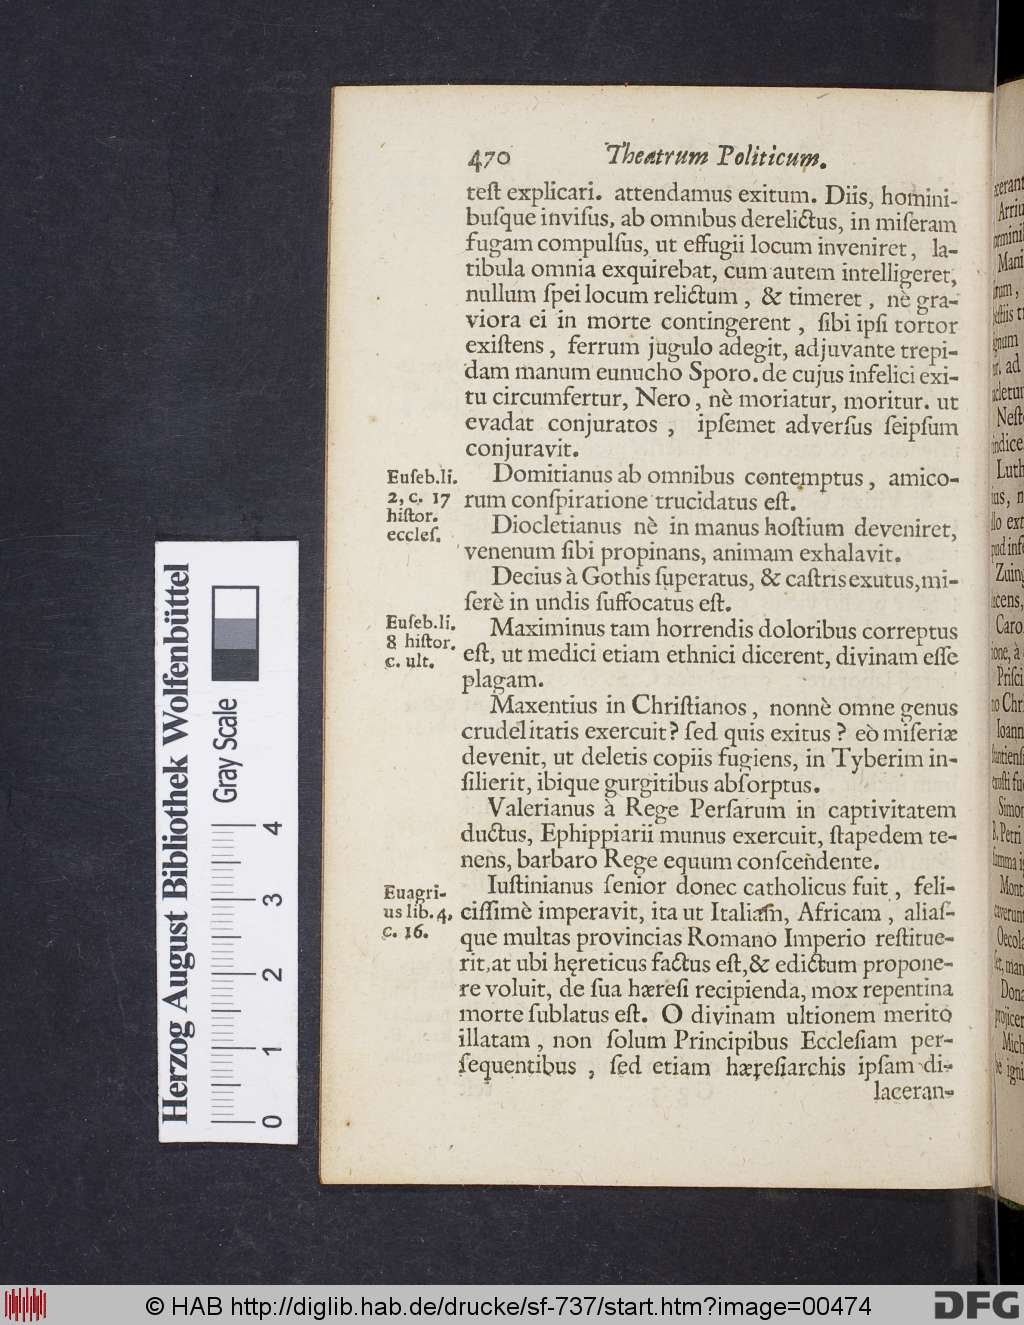 470 Theatrum Politicum.
teſt explicari. attendamus exitum. Diis, homini-
buſque inviſus, ab omnibus derelictus, in miſeram
fugam compulſus, ut effugii locum inveniret, la-
tibula omnia exquirebat, cum autem intelligeret,
nullum ſpei locum relictum, & timeret, nè gra-
viora ei in morte contingerent, ſibi ipſi tortor
exiſtens, ferrum jugulo adegit, adjuvante trepi-
dam manum eunucho Sporo. de cujus infelici exi-
tu circumfertur, Nero, nè moriatur, moritur. ut
evadat conjuratos, ipſemet adverſus ſeipſum
conjuravit.
Domitianus ab omnibus contemptus, amico-
rum conſpiratione trucidatus eſt.
Euſeb.li.
2, c. 17
hiſtor.
eccleſ.
Diocletianus nè in manus hoſtium deveniret,
venenum ſibi propinans, animam exhalavit.
Decius à Gothis ſuperatus, & caſtris exutus, mi-
ſerè in undis ſuffocatus eſt.
Euſeb.li.
8 hiſtor.
c. ult.
Maximinus tam horrendis doloribus correptus
eſt, ut medici etiam ethnici dicerent, divinam eſſe
plagam.
Maxentius in Chriſtianos, nonnè omne genus
crudelitatis exercuit? ſed quis exitus? eò miſeriæ
devenit, ut deletis copiis fugiens, in Tyberim in-
ſilierit, ibique gurgitibus abſorptus.
Valerianus à Rege Perſarum in captivitatem
ductus, Ephippiarii munus exercuit, ſtapedem te-
nens, barbaro Rege equum conſcendente.
Euagri-
us lib. 4,
c. 16.
Iuſtinianus ſenior donec catholicus fuit, feli-
ciſſimè imperavit, ita ut Italiam, Africam, aliaſ-
que multas provincias Romano Imperio reſtitue-
rit, at ubi hęreticus factus eſt, & edictum propone-
re voluit, de ſua hæreſi recipienda, mox repentina
morte ſublatus eſt. O divinam ultionem meritò
illatam, non ſolum Principibus Eccleſiam per-
ſequentibus, ſed etiam hæreſiarchis ipſam di-
laceran-
Herzog August Bibliothek Wolfenbüttel
Gray Scale
0 1 2 3 4
© HAB http://diglib.hab.de/drucke/sf-737/start.htm?image=00474
DFG